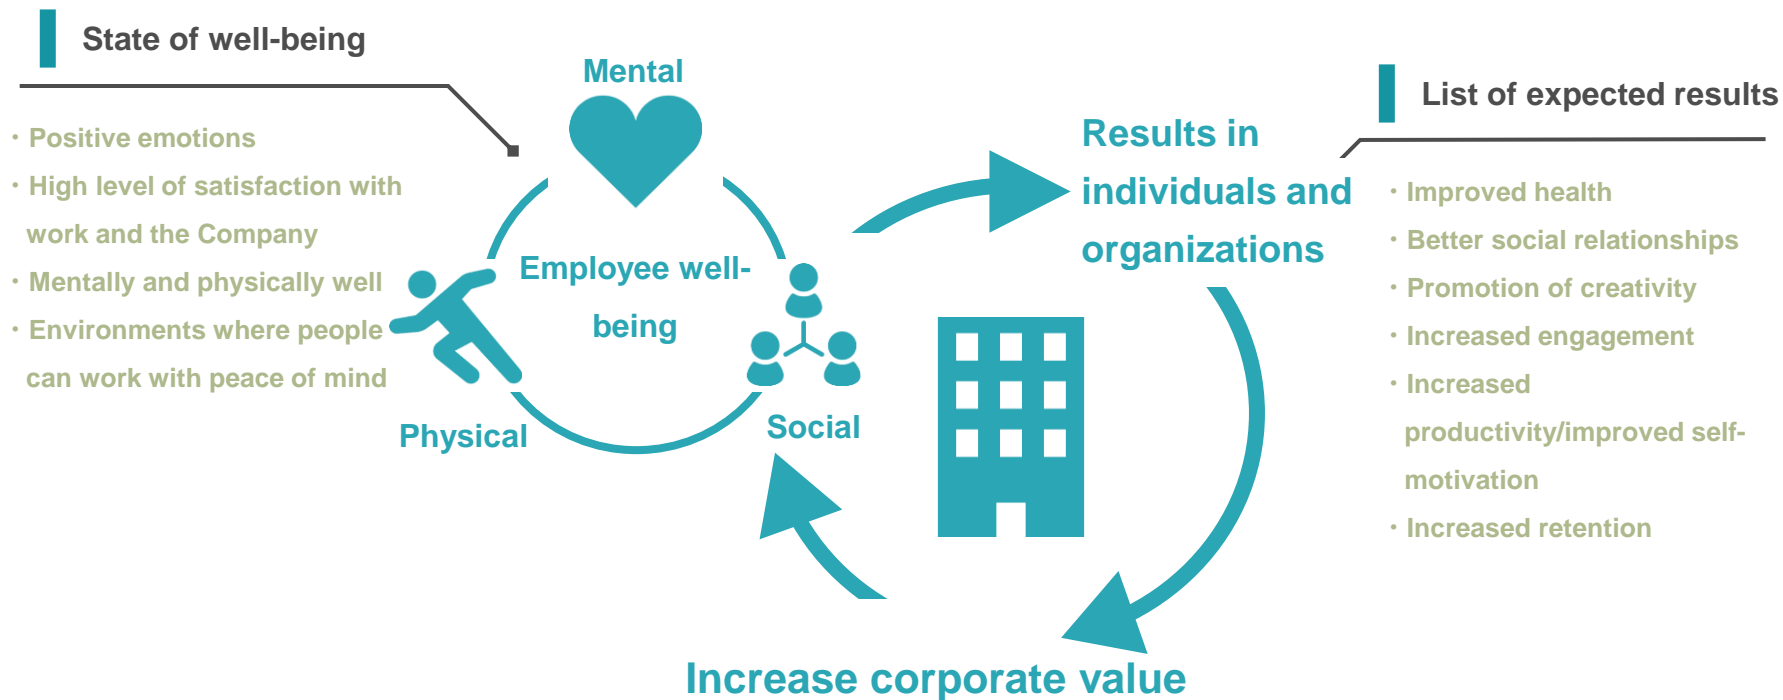 State of well-being
・Positive emotions
・High level of satisfaction with
work and the Company
・Mentally and physically well
・Environments where people
can work with peace of mind
Mental
Employee well-
being
Physical
Social
Results in
individuals and
organizations
Increase corporate value
List of expected results
・Improved health
・Better social relationships
・Promotion of creativity
・Increased engagement
・Increased
productivity/improved self-
motivation
・Increased retention